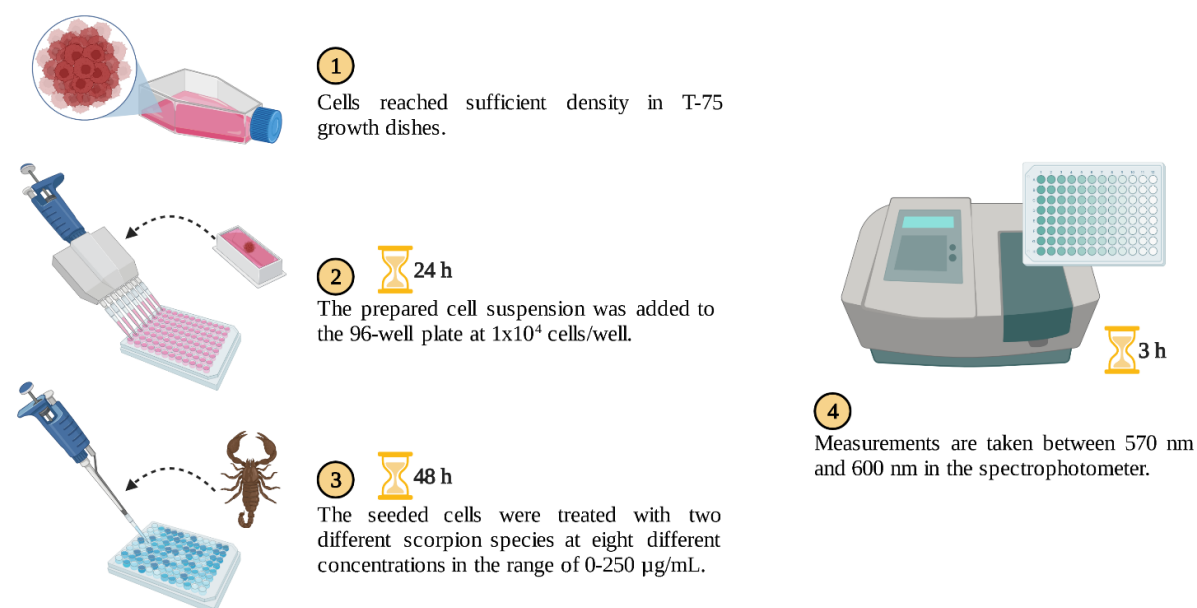 1
Cells reached sufficient density in T-75
growth dishes.
2
24 h
The prepared cell suspension was added to
the 96-well plate at 1x10⁴ cells/well.
3
48 h
The seeded cells were treated with two
different scorpion species at eight different
concentrations in the range of 0-250 µg/mL.
3 h
4
Measurements are taken between 570 nm
and 600 nm in the spectrophotometer.